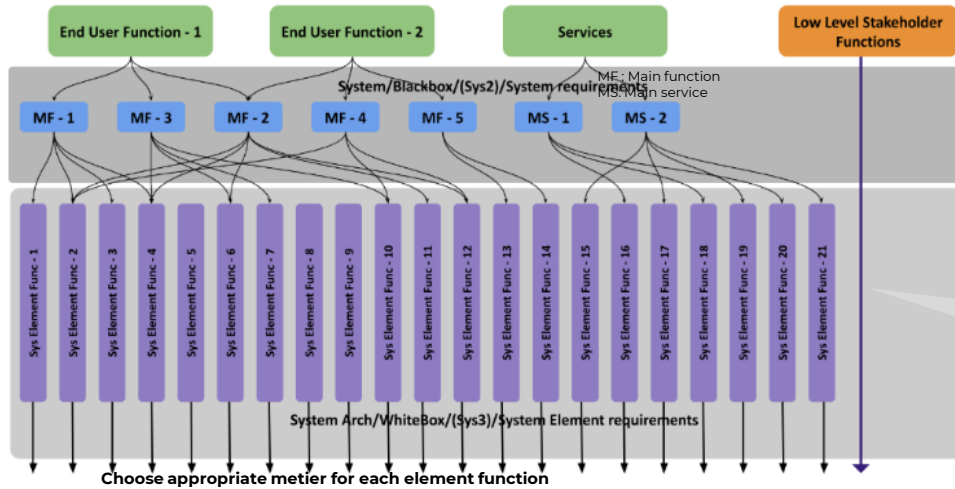 End User Function - 1
End User Function - 2
Services
Low Level Stakeholder
Functions
System/Blackbox/(Sys2)/System requirements
MF : Main function
MS: Main service
MF - 1
MF - 3
MF - 2
MF - 4
MF - 5
MS - 1
MS - 2
Sys Element Func - 1
Sys Element Func - 2
Sys Element Func - 3
Sys Element Func - 4
Sys Element Func - 5
Sys Element Func - 6
Sys Element Func - 7
Sys Element Func - 8
Sys Element Func - 9
Sys Element Func - 10
Sys Element Func - 11
Sys Element Func - 12
Sys Element Func - 13
Sys Element Func - 14
Sys Element Func - 15
Sys Element Func - 16
Sys Element Func - 17
Sys Element Func - 18
Sys Element Func - 19
Sys Element Func - 20
Sys Element Func - 21
System Arch/WhiteBox/(Sys3)/System Element requirements
Choose appropriate metier for each element function